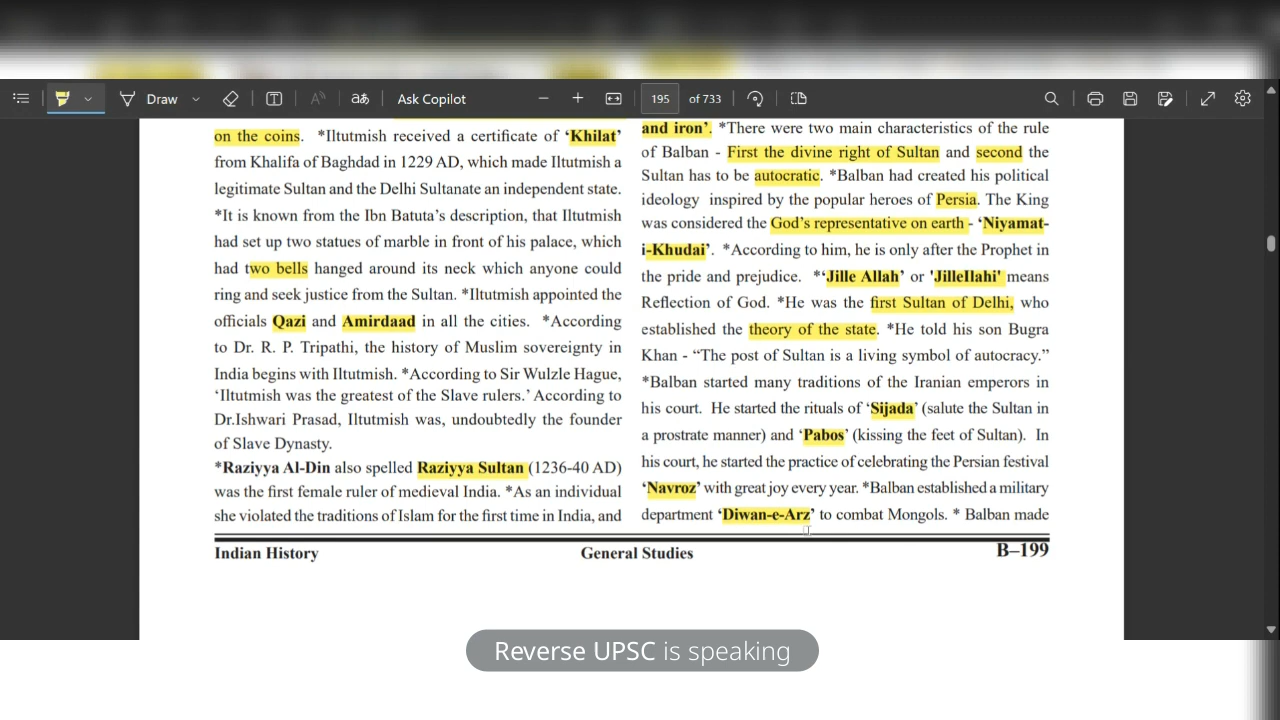 Draw
Ask Copilot
195 of 733
on the coins. *Iltutmish received a certificate of ‘Khilat’
from Khalifa of Baghdad in 1229 AD, which made Iltutmish a
legitimate Sultan and the Delhi Sultanate an independent state.
*It is known from the Ibn Batuta’s description, that Iltutmish
had set up two statues of marble in front of his palace, which
had two bells hanged around its neck which anyone could
ring and seek justice from the Sultan. *Iltutmish appointed the
officials Qazi and Amirdaad in all the cities. *According
to Dr. R. P. Tripathi, the history of Muslim sovereignty in
India begins with Iltutmish. *According to Sir Wulzle Hague,
‘Iltutmish was the greatest of the Slave rulers.’ According to
Dr.Ishwari Prasad, Iltutmish was, undoubtedly the founder
of Slave Dynasty.
*Raziyya Al-Din also spelled Raziyya Sultan (1236-40 AD)
was the first female ruler of medieval India. *As an individual
she violated the traditions of Islam for the first time in India, and
and iron’. *There were two main characteristics of the rule
of Balban - First the divine right of Sultan and second the
Sultan has to be autocratic. *Balban had created his political
ideology inspired by the popular heroes of Persia. The King
was considered the God’s representative on earth - ‘Niyamat-
i-Khudai’. *According to him, he is only after the Prophet in
the pride and prejudice. *‘Jille Allah’ or 'JilleIlahi' means
Reflection of God. *He was the first Sultan of Delhi, who
established the theory of the state. *He told his son Bugra
Khan - “The post of Sultan is a living symbol of autocracy.”
*Balban started many traditions of the Iranian emperors in
his court. He started the rituals of ‘Sijada’ (salute the Sultan in
a prostrate manner) and ‘Pabos’ (kissing the feet of Sultan). In
his court, he started the practice of celebrating the Persian festival
‘Navroz’ with great joy every year. *Balban established a military
department ‘Diwan-e-Arz’ to combat Mongols. * Balban made
Indian History General Studies B–199
Reverse UPSC is speaking